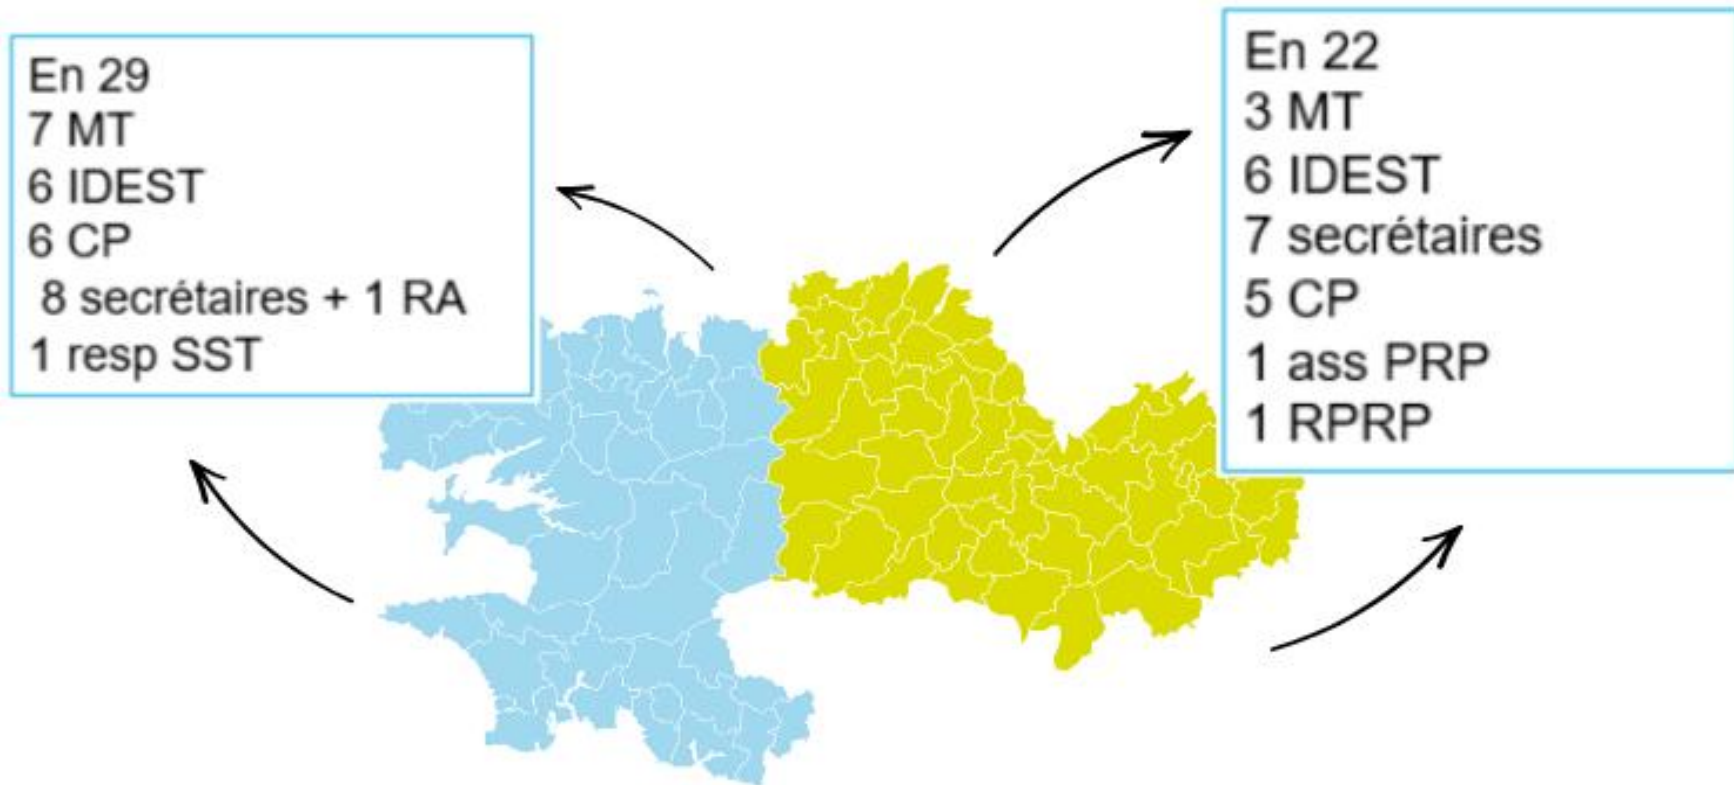 En 29
7 MT
6 IDEST
6 CP
8 secrétaires + 1 RA
1 resp SST
En 22
3 MT
6 IDEST
7 secrétaires
5 CP
1 ass PRP
1 RPRP